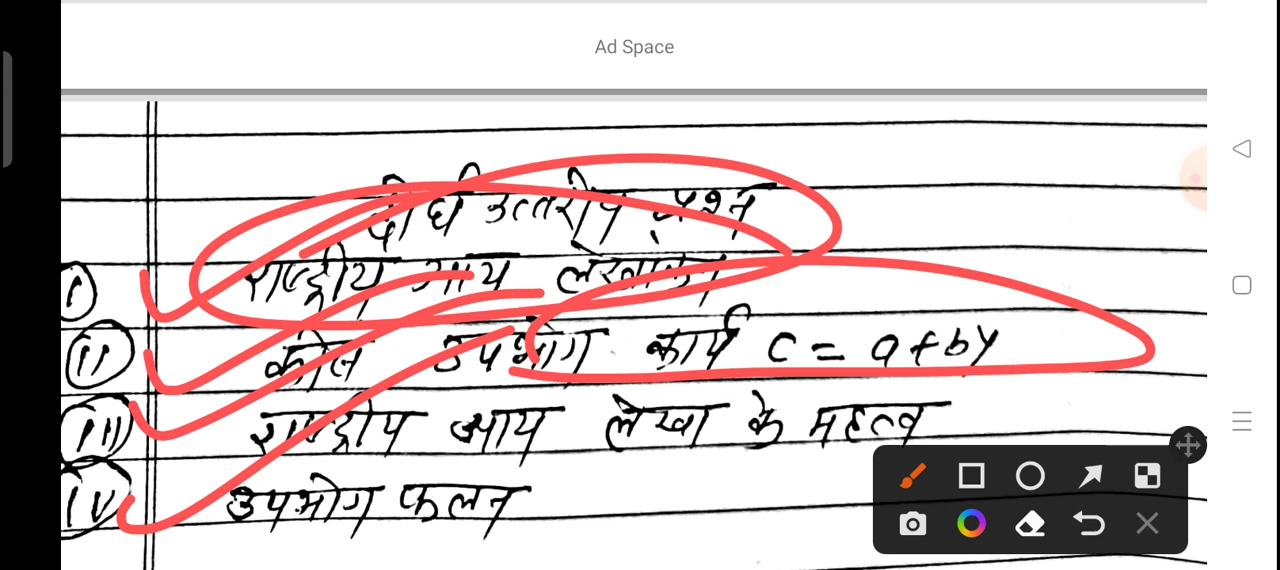 Ad Space
दीर्घ उत्तरीय प्रश्न
(I) राष्ट्रीय आय लेखांकन
(II) कील उपभोग कार्य c = a+by
(III) राष्ट्रीय आय लेखा के महत्व
(IV) उपभोग फलन